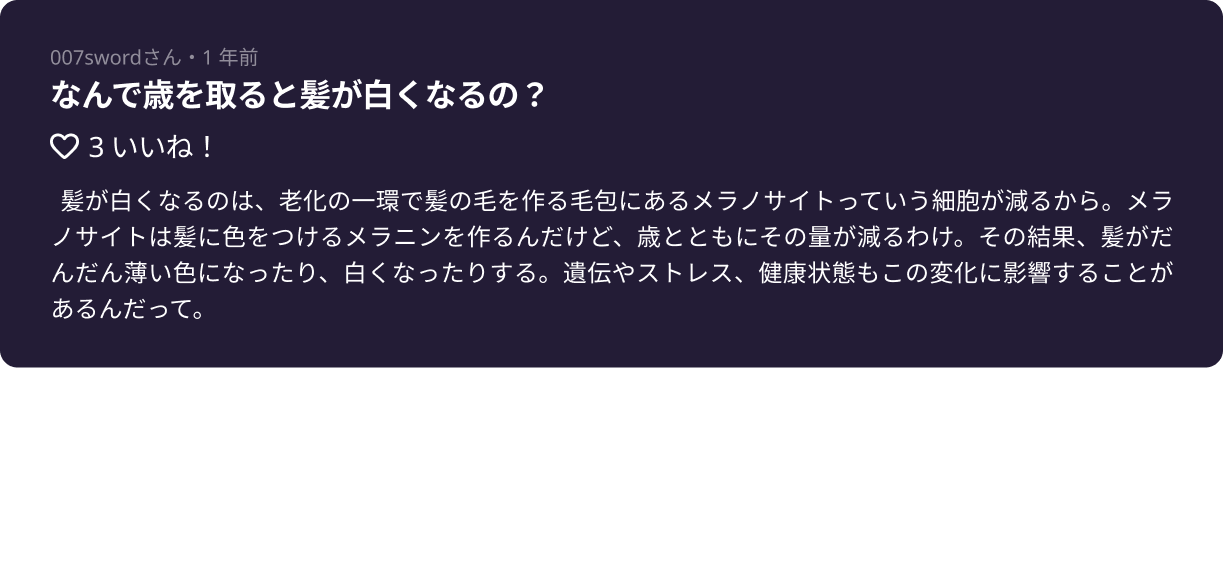 007swordさん・1 年前
なんで歳を取ると髪が白くなるの？
3 いいね！
髪が白くなるのは、老化の一環で髪の毛を作る毛包にあるメラノサイトっていう細胞が減るから。メラ
ノサイトは髪に色をつけるメラニンを作るんだけど、歳とともにその量が減るわけ。その結果、髪がだ
んだん薄い色になったり、白くなったりする。遺伝やストレス、健康状態もこの変化に影響することが
あるんだって。